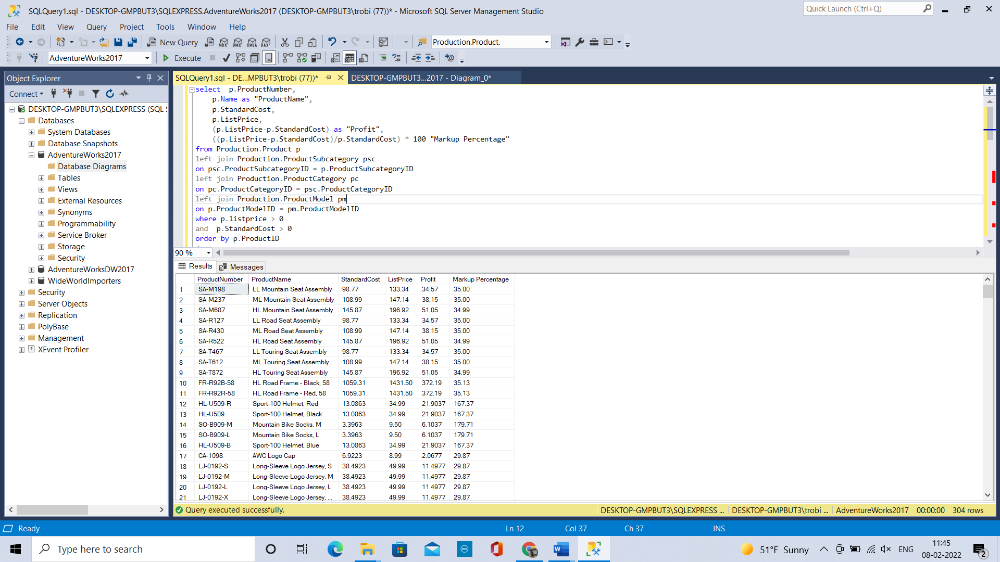 SQLQuery1.sql - DESKTOP-GMPBUT3\SQLEXPRESS.AdventureWorks2017 (DESKTOP-GMPBUT3\trobi (77))* - Microsoft SQL Server Management Studio
Quick Launch (Ctrl+Q)
File Edit View Query Project Tools Window Help
New Query MDX DMX XMLA DAX Production.Product.
AdventureWorks2017 Execute
Object Explorer
Connect
DESKTOP-GMPBUT3\SQLEXPRESS (SQL S
Databases
System Databases
Database Snapshots
AdventureWorks2017
Database Diagrams
Tables
Views
External Resources
Synonyms
Programmability
Service Broker
Storage
Security
AdventureWorksDW2017
WideWorldImporters
Security
Server Objects
Replication
PolyBase
Management
XEvent Profiler
SQLQuery1.sql - DE...MPBUT3\trobi (77))* DESKTOP-GMPBUT3...2017 - Diagram_0*
select p.ProductNumber,
p.Name as "ProductName",
p.StandardCost,
p.ListPrice,
(p.ListPrice-p.StandardCost) as "Profit",
((p.ListPrice-p.StandardCost)/p.StandardCost) * 100 "Markup Percentage"
from Production.Product p
left join Production.ProductSubcategory psc
on psc.ProductSubcategoryID = p.ProductSubcategoryID
left join Production.ProductCategory pc
on pc.ProductCategoryID = psc.ProductCategoryID
left join Production.ProductModel pm
on p.ProductModelID = pm.ProductModelID
where p.listprice > 0
and p.StandardCost > 0
order by p.ProductID
90 %
Results Messages
ProductNumber ProductName StandardCost ListPrice Profit Markup Percentage
1 SA-M198 LL Mountain Seat Assembly 98.77 133.34 34.57 35.00
2 SA-M237 ML Mountain Seat Assembly 108.99 147.14 38.15 35.00
3 SA-M687 HL Mountain Seat Assembly 145.87 196.92 51.05 34.99
4 SA-R127 LL Road Seat Assembly 98.77 133.34 34.57 35.00
5 SA-R430 ML Road Seat Assembly 108.99 147.14 38.15 35.00
6 SA-R522 HL Road Seat Assembly 145.87 196.92 51.05 34.99
7 SA-T467 LL Touring Seat Assembly 98.77 133.34 34.57 35.00
8 SA-T612 ML Touring Seat Assembly 108.99 147.14 38.15 35.00
9 SA-T872 HL Touring Seat Assembly 145.87 196.92 51.05 34.99
10 FR-R92B-58 HL Road Frame - Black, 58 1059.31 1431.50 372.19 35.13
11 FR-R92R-58 HL Road Frame - Red, 58 1059.31 1431.50 372.19 35.13
12 HL-U509-R Sport-100 Helmet, Red 13.0863 34.99 21.9037 167.37
13 HL-U509 Sport-100 Helmet, Black 13.0863 34.99 21.9037 167.37
14 SO-B909-M Mountain Bike Socks, M 3.3963 9.50 6.1037 179.71
15 SO-B909-L Mountain Bike Socks, L 3.3963 9.50 6.1037 179.71
16 HL-U509-B Sport-100 Helmet, Blue 13.0863 34.99 21.9037 167.37
17 CA-1098 AWC Logo Cap 6.9223 8.99 2.0677 29.87
18 LJ-0192-S Long-Sleeve Logo Jersey, S 38.4923 49.99 11.4977 29.87
19 LJ-0192-M Long-Sleeve Logo Jersey, M 38.4923 49.99 11.4977 29.87
20 LJ-0192-L Long-Sleeve Logo Jersey, L 38.4923 49.99 11.4977 29.87
21 LJ-0192-X Long-Sleeve Logo Jersey, ... 38.4923 49.99 11.4977 29.87
Query executed successfully. DESKTOP-GMPBUT3\SQLEXPRESS ... DESKTOP-GMPBUT3\trobi ... AdventureWorks2017 00:00:00 304 rows
Ready Ln 12 Col 37 Ch 37 INS
Type here to search
51°F Sunny ENG
11:45
08-02-2022
2